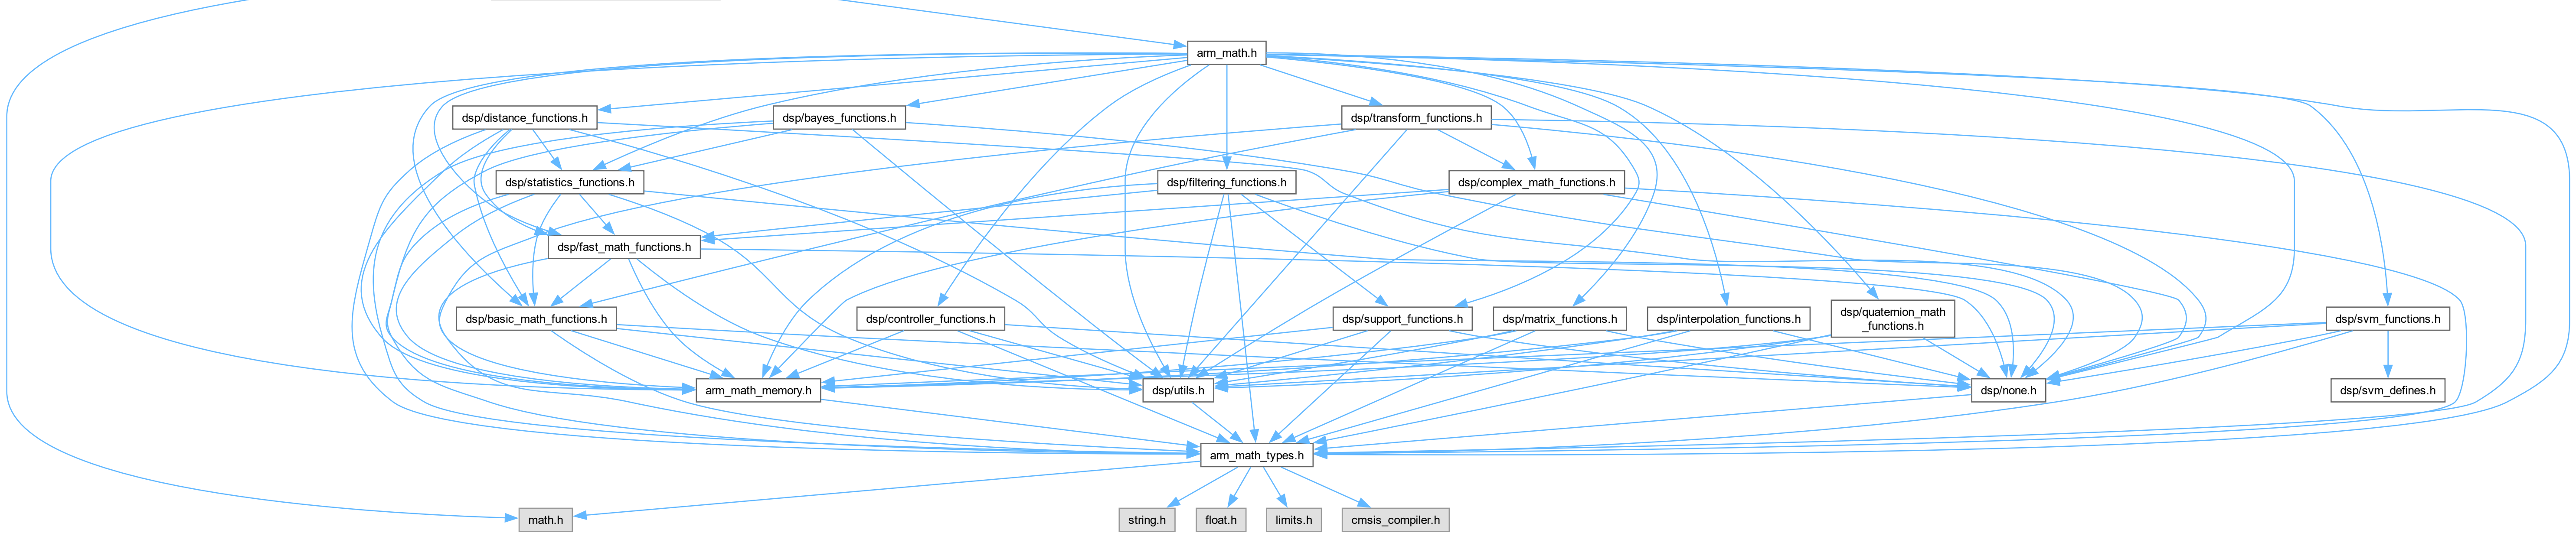 arm_math.h
dsp/distance_functions.h
dsp/bayes_functions.h
dsp/transform_functions.h
dsp/statistics_functions.h
dsp/filtering_functions.h
dsp/complex_math_functions.h
dsp/fast_math_functions.h
dsp/basic_math_functions.h
dsp/controller_functions.h
dsp/support_functions.h
dsp/matrix_functions.h
dsp/interpolation_functions.h
dsp/quaternion_math
_functions.h
dsp/svm_functions.h
arm_math_memory.h
dsp/utils.h
dsp/none.h
dsp/svm_defines.h
arm_math_types.h
math.h
string.h
float.h
limits.h
cmsis_compiler.h